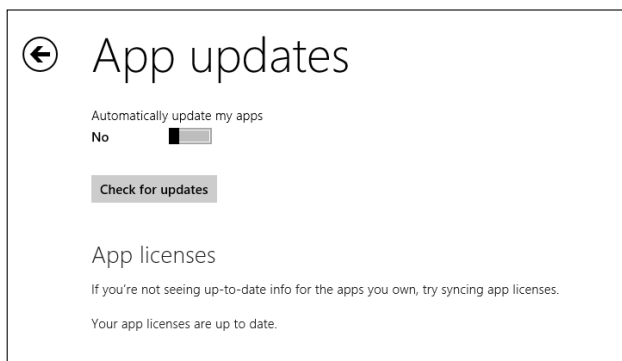 App updates
Automatically update my apps
No
Check for updates
App licenses
If you're not seeing up-to-date info for the apps you own, try syncing app licenses.
Your app licenses are up to date.